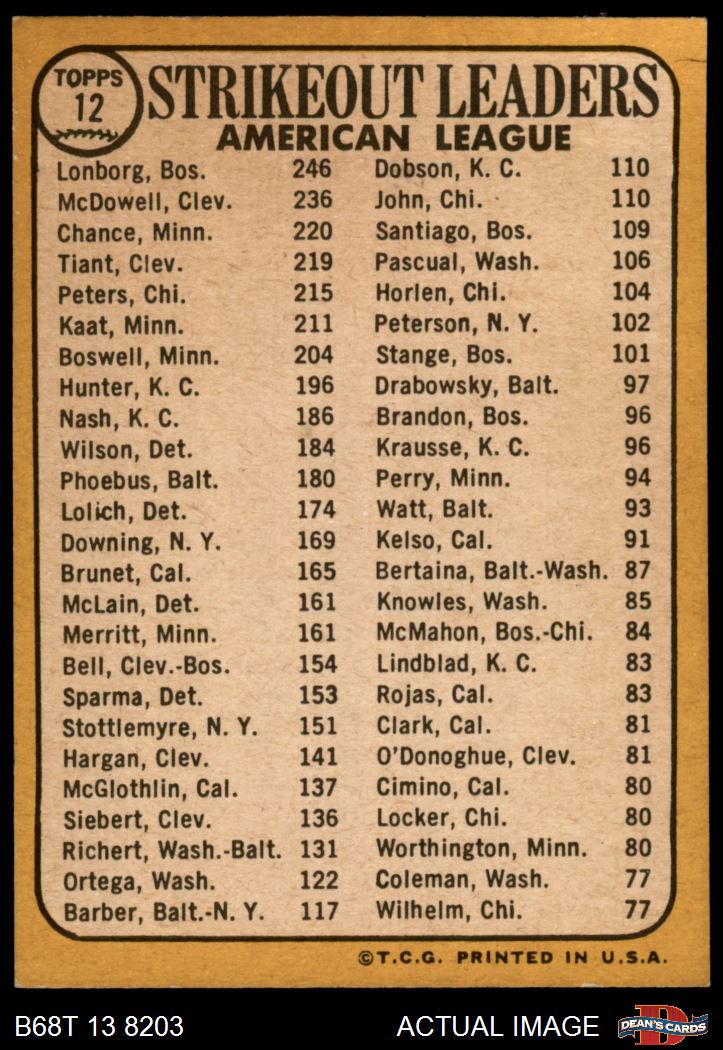 TOPPS
12
STRIKEOUT LEADERS
AMERICAN LEAGUE
Lonborg, Bos. 246
McDowell, Clev. 236
Chance, Minn. 220
Tiant, Clev. 219
Peters, Chi. 215
Kaat, Minn. 211
Boswell, Minn. 204
Hunter, K. C. 196
Nash, K. C. 186
Wilson, Det. 184
Phoebus, Balt. 180
Lolich, Det. 174
Downing, N. Y. 169
Brunet, Cal. 165
McLain, Det. 161
Merritt, Minn. 161
Bell, Clev.-Bos. 154
Sparma, Det. 153
Stottlemyre, N. Y. 151
Hargan, Clev. 141
McGlothlin, Cal. 137
Siebert, Clev. 136
Richert, Wash.-Balt. 131
Ortega, Wash. 122
Barber, Balt.-N. Y. 117
Dobson, K. C. 110
John, Chi. 110
Santiago, Bos. 109
Pascual, Wash. 106
Horlen, Chi. 104
Peterson, N. Y. 102
Stange, Bos. 101
Drabowsky, Balt. 97
Brandon, Bos. 96
Krausse, K. C. 96
Perry, Minn. 94
Watt, Balt. 93
Kelso, Cal. 91
Bertaina, Balt.-Wash. 87
Knowles, Wash. 85
McMahon, Bos.-Chi. 84
Lindblad, K. C. 83
Rojas, Cal. 83
Clark, Cal. 81
O'Donoghue, Clev. 81
Cimino, Cal. 80
Locker, Chi. 80
Worthington, Minn. 80
Coleman, Wash. 77
Wilhelm, Chi. 77
©T.C.G. PRINTED IN U.S.A.
B68T 13 8203
ACTUAL IMAGE
D
DEAN'S CARDS